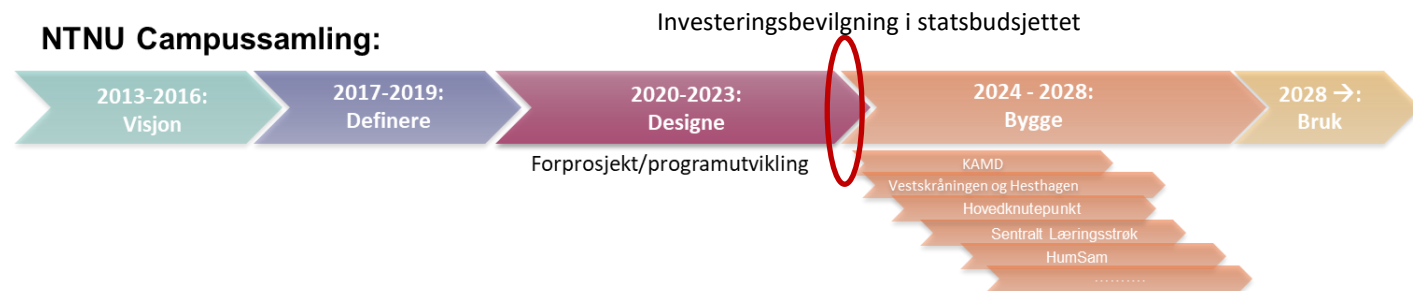 Investeringsbevilgning i statsbudsjettet
NTNU Campussamling:
2013-2016:
Visjon
2017-2019:
Definere
2020-2023:
Designe
2024 - 2028:
Bygge
2028 →:
Bruk
Forprosjekt/programutvikling
KAMD
Vestskråningen og Hesthagen
Hovedknutepunkt
Sentralt Læringsstrøk
HumSam
..........